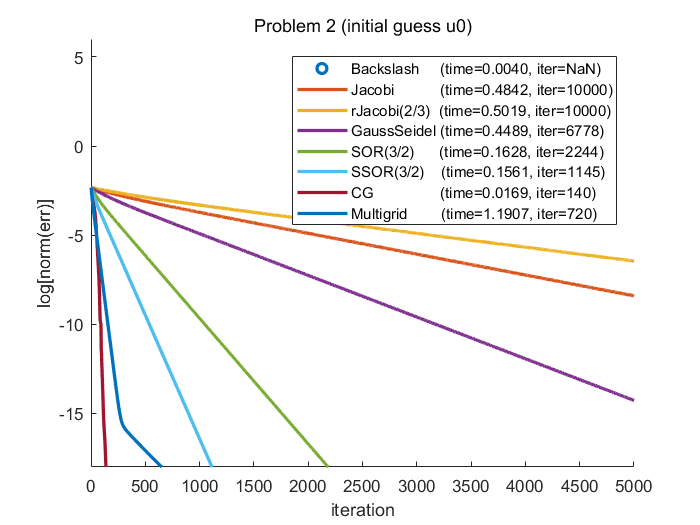 Problem 2 (initial guess u0)
5
0
-5
-10
-15
log[norm(err)]
Backslash (time=0.0040, iter=NaN)
Jacobi (time=0.4842, iter=10000)
rJacobi(2/3) (time=0.5019, iter=10000)
GaussSeidel (time=0.4489, iter=6778)
SOR(3/2) (time=0.1628, iter=2244)
SSOR(3/2) (time=0.1561, iter=1145)
CG (time=0.0169, iter=140)
Multigrid (time=1.1907, iter=720)
0 500 1000 1500 2000 2500 3000 3500 4000 4500 5000
iteration